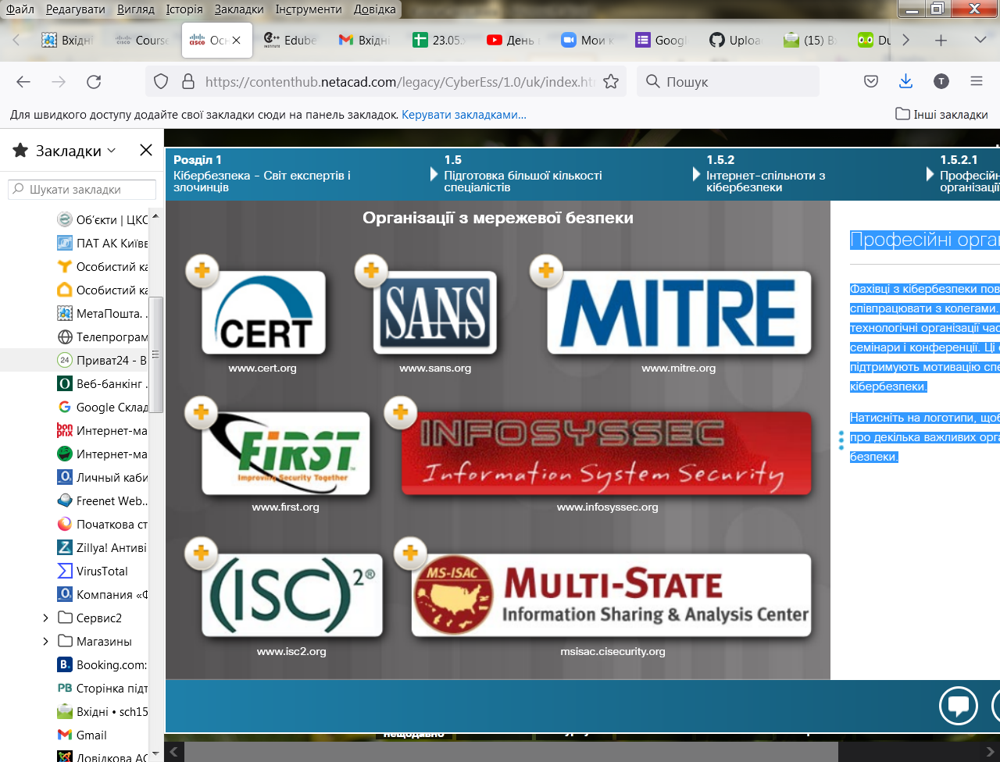 Файл Редагувати Вигляд Історія Закладки Інструменти Довідка
Вхідні Course Осн Edube Вхідні 23.05. День Мои к Googl Uploa (15) В Du
https://contenthub.netacad.com/legacy/CyberEss/1.0/uk/index.htm
Пошук
Для швидкого доступу додайте свої закладки сюди на панель закладок. Керувати закладками...
Інші закладки
Закладки
Шукати закладки
Об'єкти | ЦКС
ПАТ АК Київв
Особистий ка
Особистий ка
МетаПошта. .
Телепрограм
Приват24 - В
Веб-банкінг .
Google Склад
Интернет-ма
Интернет-ма
Личный каби
Freenet Web...
Початкова ст
Zillya! Антиві
VirusTotal
Компания «Ф
Сервис2
Магазины
Booking.com:
Сторінка підт
Вхідні • sch15
Gmail
Довідкова АС
Розділ 1
Кібербезпека - Світ експертів і
злочинців
1.5
Підготовка більшої кількості
спеціалістів
1.5.2
Інтернет-спільноти з
кібербезпеки
1.5.2.1
Професійн
організації
Організації з мережевої безпеки
CERT
www.cert.org
SANS
www.sans.org
MITRE
www.mitre.org
FIRST
Improving Security Together
www.first.org
INFOSYSSEC
Information System Security
www.infosyssec.org
(ISC)2®
www.isc2.org
MS-ISAC
MULTI-STATE
Information Sharing & Analysis Center
msisac.cisecurity.org
Професійні орга
Фахівці з кібербезпеки пов
співпрацювати з колегами.
технологічні організації час
семінари і конференції. Ці
підтримують мотивацію спе
кібербезпеки.
Натисніть на логотипи, щоб
про декілька важливих орга
безпеки.
нещодавно